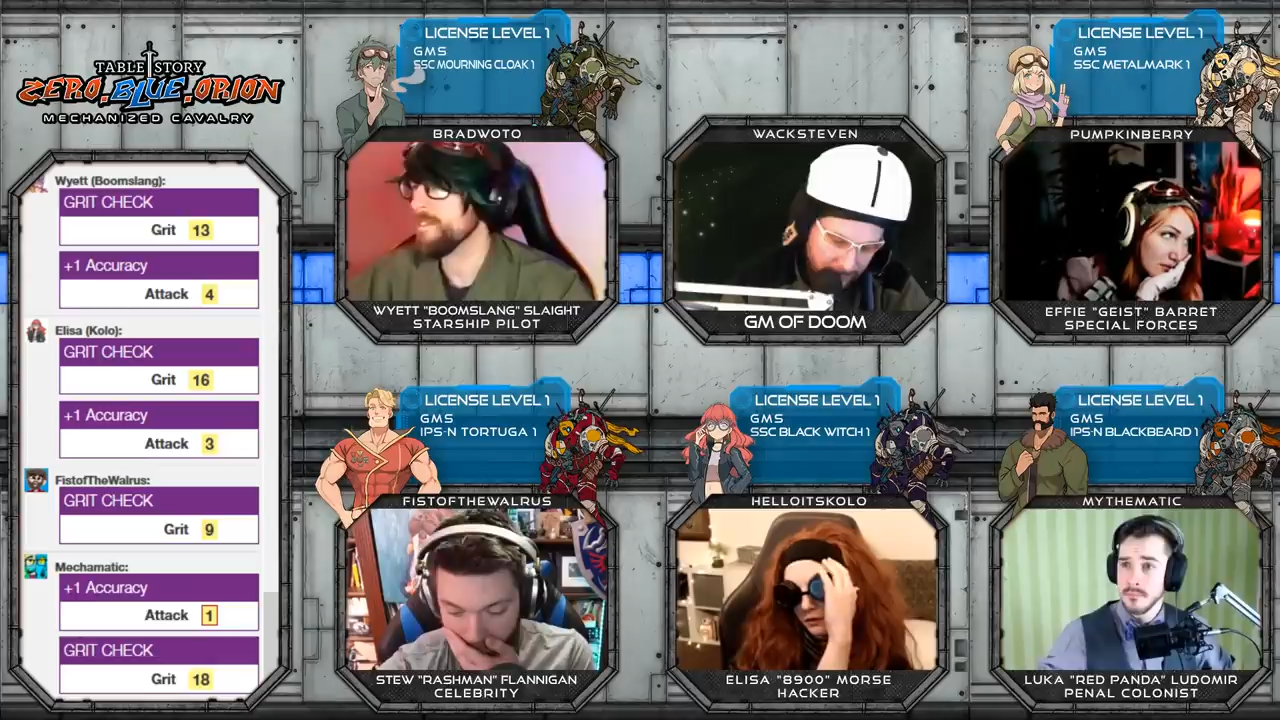 TABLE STORY
ZERO.BLUE.ORION
MECHANIZED CAVALRY
Wyett (Boomslang):
GRIT CHECK
Grit 13
+1 Accuracy
Attack 4
Elisa (Kolo):
GRIT CHECK
Grit 16
+1 Accuracy
Attack 3
FistofTheWalrus:
GRIT CHECK
Grit 9
Mechamatic:
+1 Accuracy
Attack 1
GRIT CHECK
Grit 18
LICENSE LEVEL 1
GMS
SSC MOURNING CLOAK 1
BRADWOTO
WYETT "BOOMSLANG" SLAIGHT
STARSHIP PILOT
WACKSTEVEN
GM OF DOOM
LICENSE LEVEL 1
GMS
SSC METALMARK 1
PUMPKINBERRY
EFFIE "GEIST" BARRET
SPECIAL FORCES
LICENSE LEVEL 1
GMS
IPS-N TORTUGA 1
FISTOFTHEWALRUS
STEW "RASHMAN" FLANNIGAN
CELEBRITY
LICENSE LEVEL 1
GMS
SSC BLACK WITCH 1
HELLOITSKOLO
ELISA "B900" MORSE
HACKER
LICENSE LEVEL 1
GMS
IPS-N BLACKBEARD 1
MYTHEMATIC
LUKA "RED PANDA" LUDOMIR
PENAL COLONIST